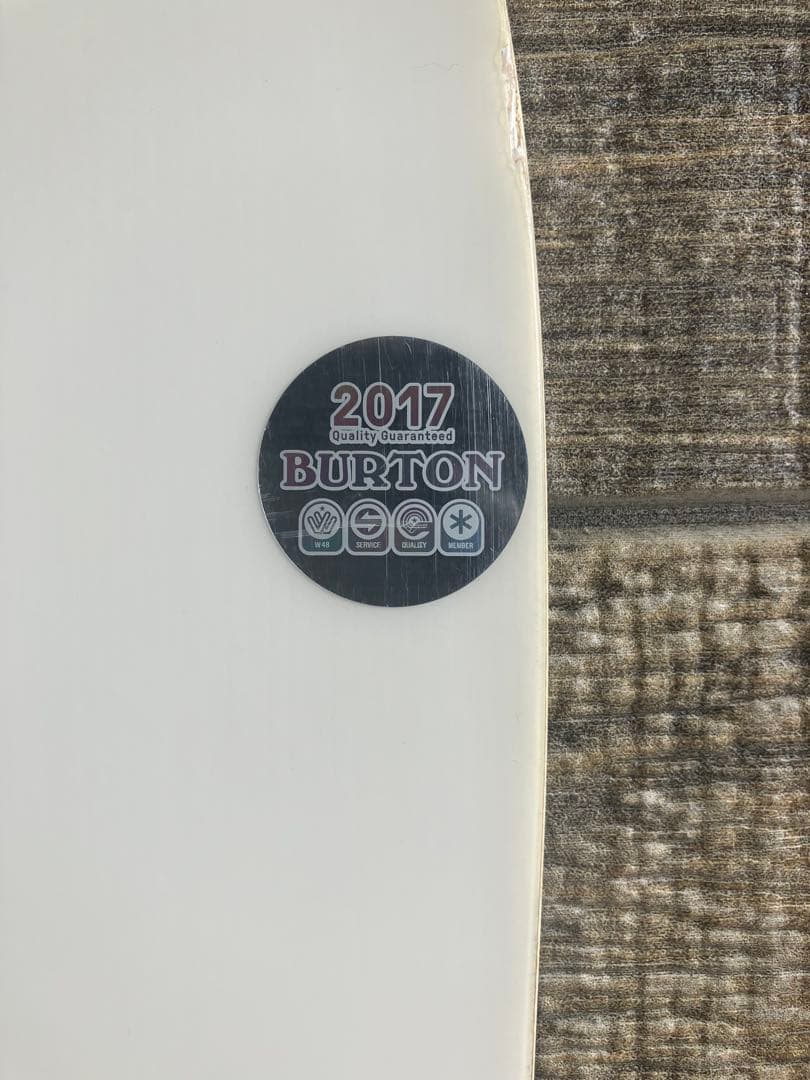 2017
Quality Guaranteed
BURTON
W48 SERVICE QUALITY MEMBER